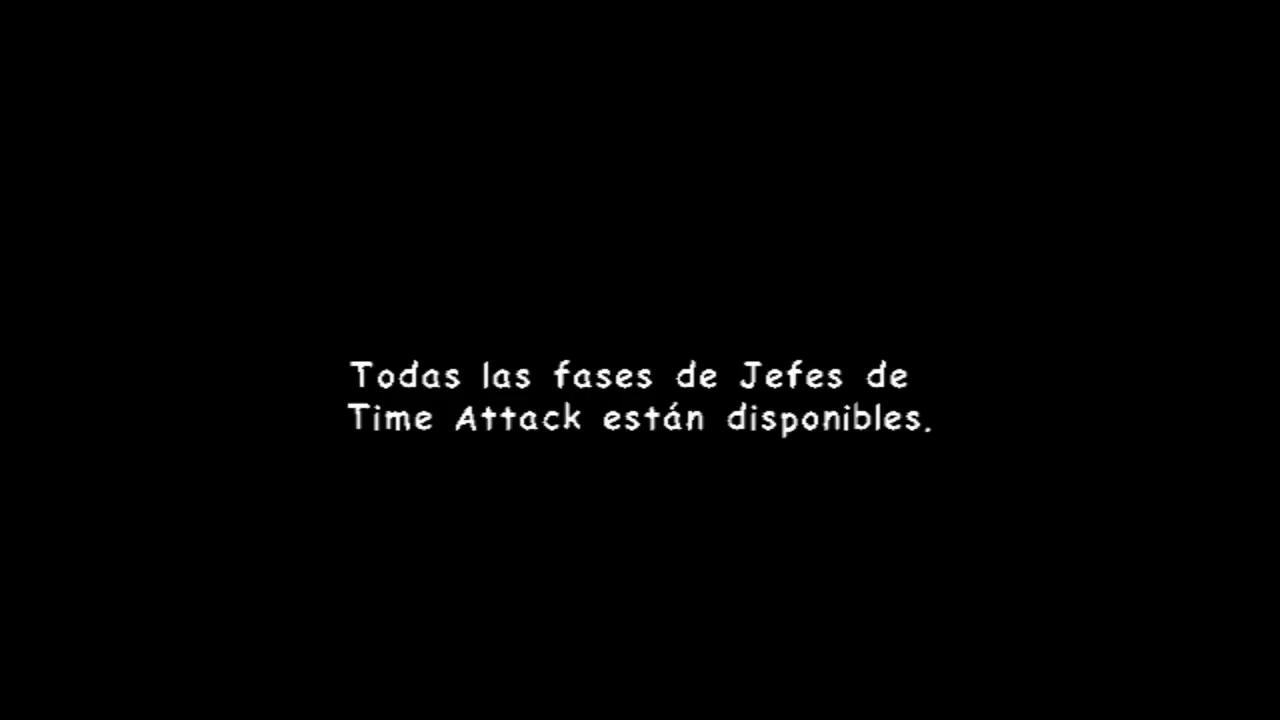 Todas las fases de Jefes de
Time Attack están disponibles.